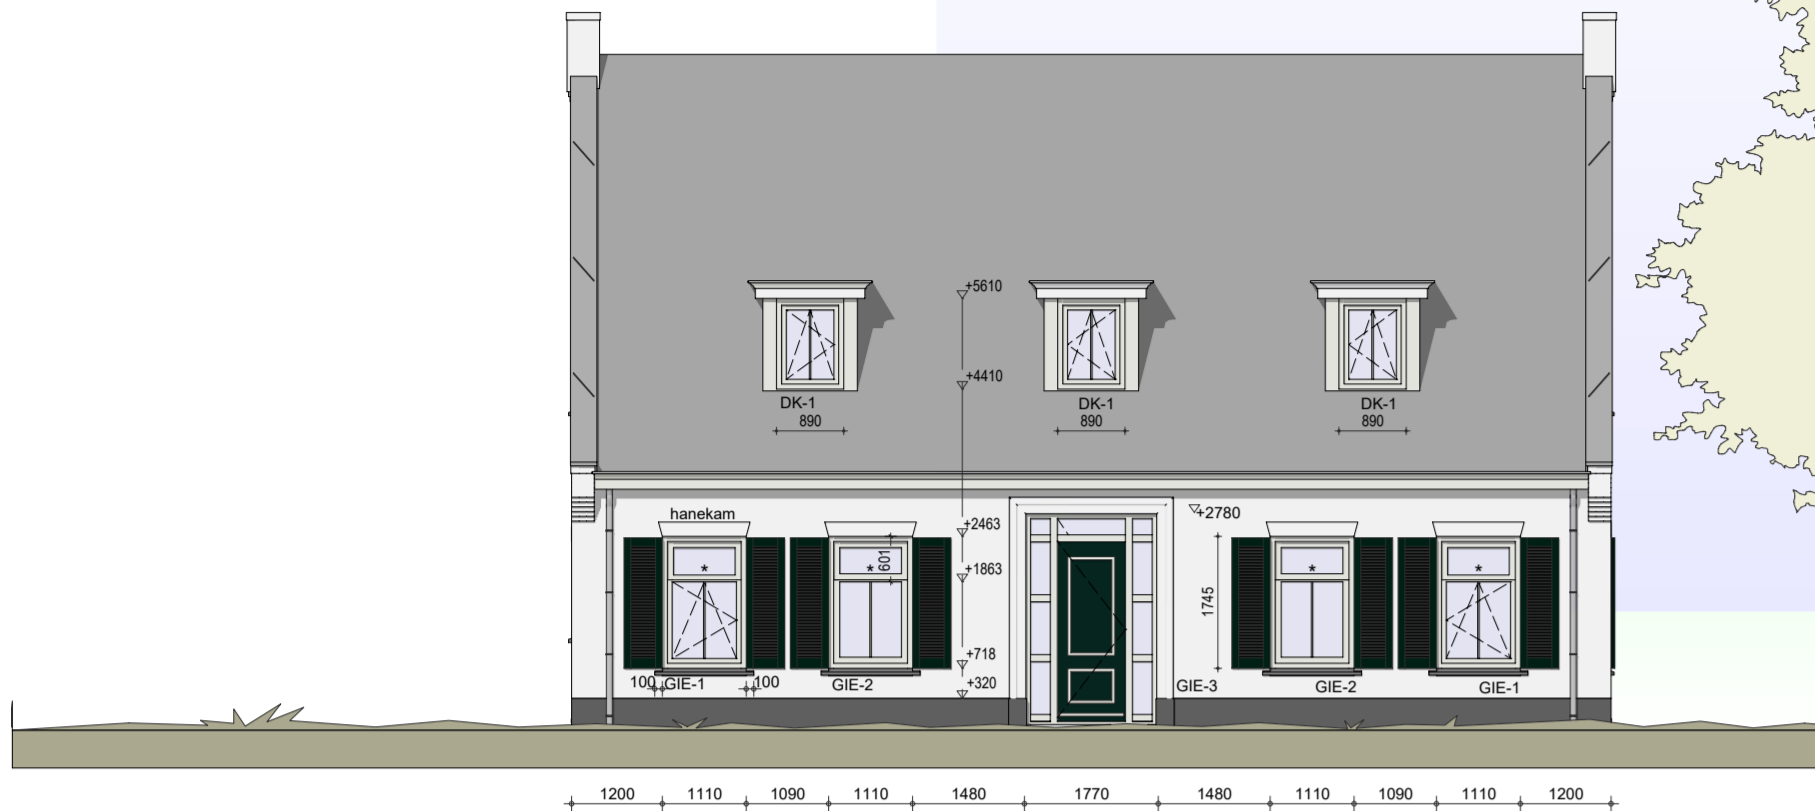 +5610
+4410
DK-1 DK-1 DK-1
890 890 890
hanekam
+2463
+2780
601
*
*
+1863
*
*
1745
+718
100 GIE-1 100 GIE-2
+320
GIE-3 GIE-2 GIE-1
1200 1110 1090 1110 1480 1770 1480 1110 1090 1110 1200